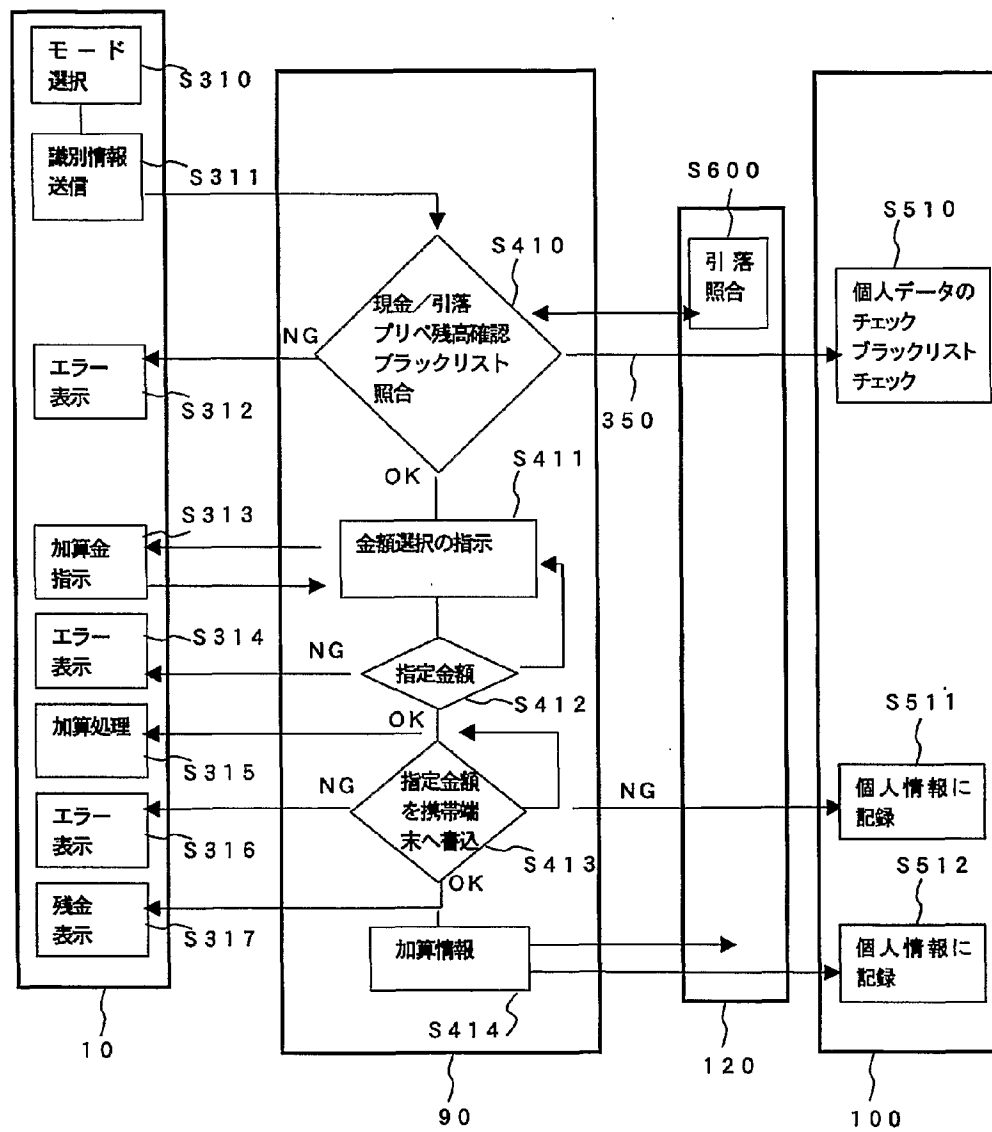 モード
選択
S310
識別情報
送信
S311
エラー
表示
S312
S313
加算金
指示
エラー
表示
S314
加算処理
S315
エラー
表示
S316
残金
表示
S317
10
S410
現金／引落
プリペ残高確認
ブラックリスト
照合
NG
OK
S411
金額選択の指示
NG
指定金額
S412
OK
NG
指定金額
を携帯端
末へ書込
S413
NG
OK
加算情報
S414
90
S600
引落
照合
350
120
S510
個人データの
チェック
ブラックリスト
チェック
S511
個人情報に
記録
S512
個人情報に
記録
100